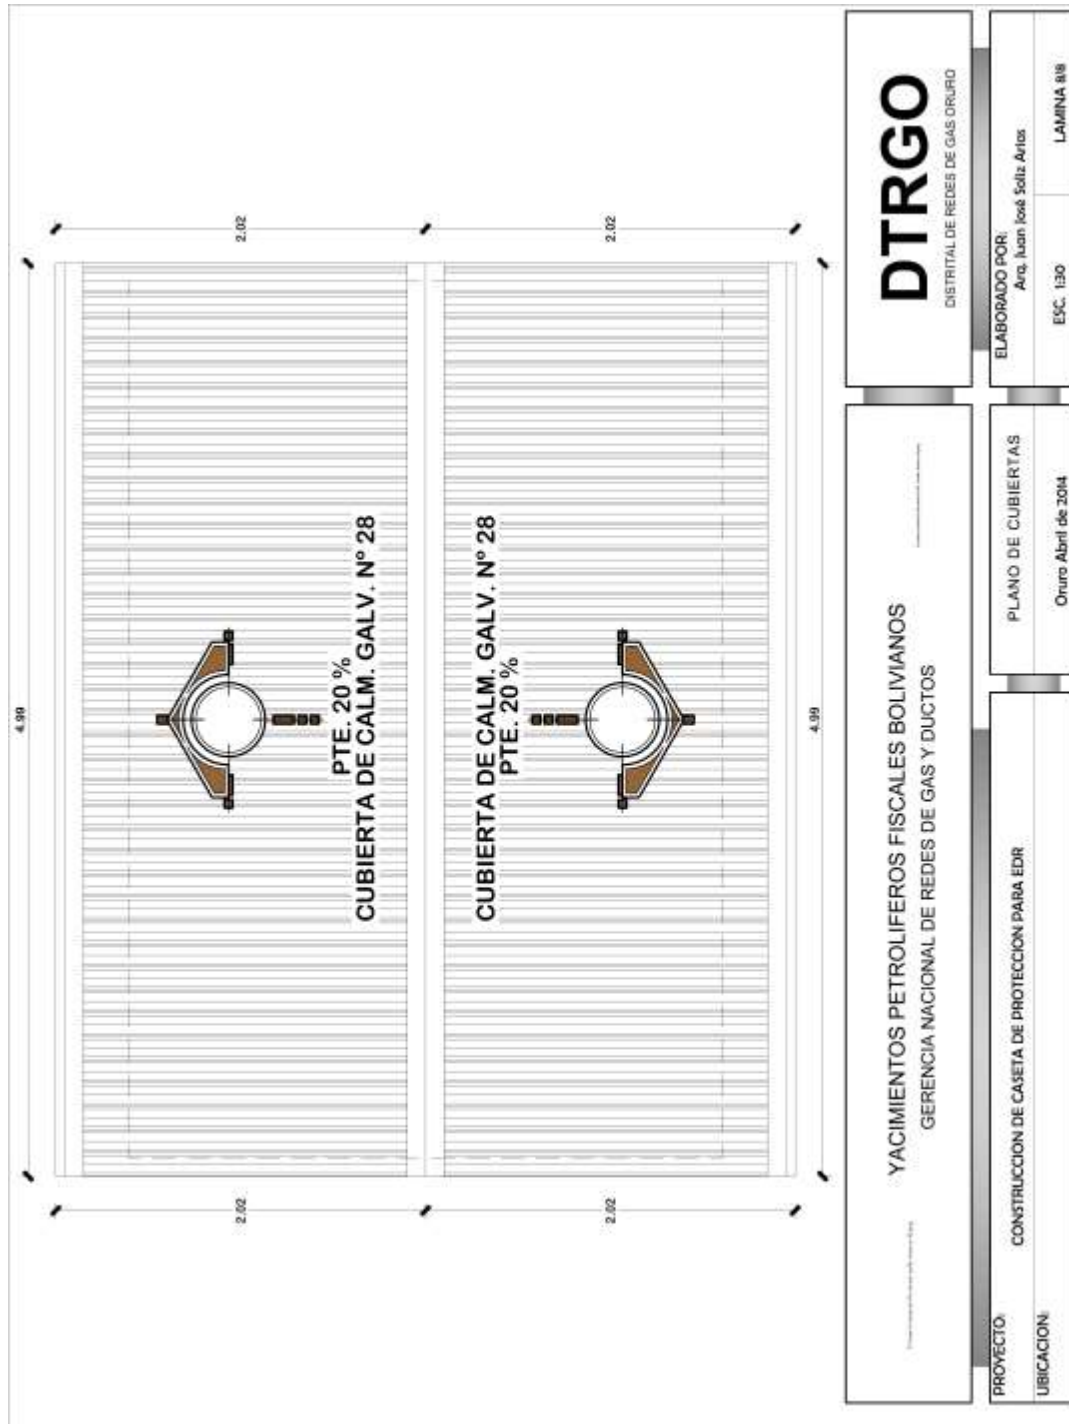 4.99
2.02
2.02
PTE. 20 %
CUBIERTA DE CALM. GALV. Nº 28
CUBIERTA DE CALM. GALV. Nº 28
PTE. 20 %
2.02
2.02
4.99
YACIMIENTOS PETROLIFEROS FISCALES BOLIVIANOS
GERENCIA NACIONAL DE REDES DE GAS Y DUCTOS
DTRGO
DISTRITAL DE REDES DE GAS ORURO
PROYECTO:
CONSTRUCCION DE CASETA DE PROTECCION PARA EDR
UBICACION:
PLANO DE CUBIERTAS
Oruro Abril de 2014
ELABORADO POR:
Arq. Juan José Soliz Arias
ESC. 1:30
LAMINA 8/8